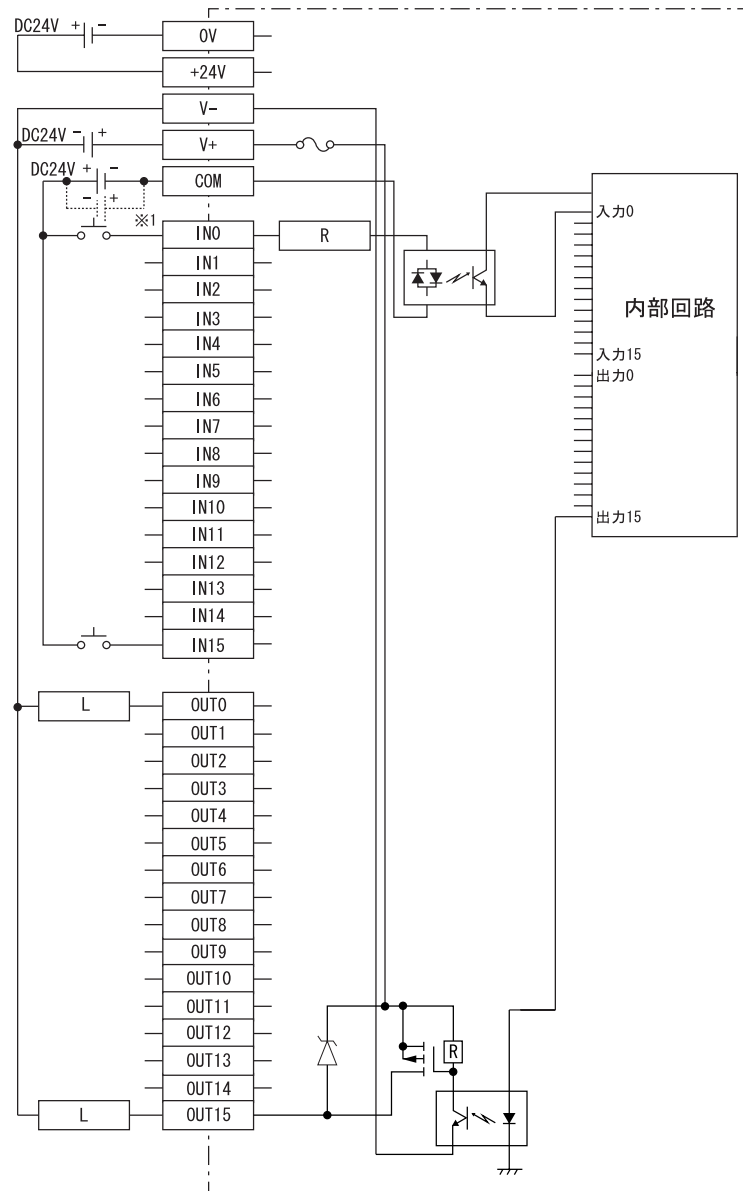 DC24V + -
0V
+24V
V-
DC24V - +
V+
DC24V + -
COM
- +
※1
IN0
R
入力0
IN1
IN2
内部回路
IN3
IN4
入力15
IN5
出力0
IN6
IN7
IN8
IN9
IN10
出力15
IN11
IN12
IN13
IN14
IN15
L
OUT0
OUT1
OUT2
OUT3
OUT4
OUT5
OUT6
OUT7
OUT8
OUT9
OUT10
OUT11
OUT12
OUT13
R
OUT14
L
OUT15